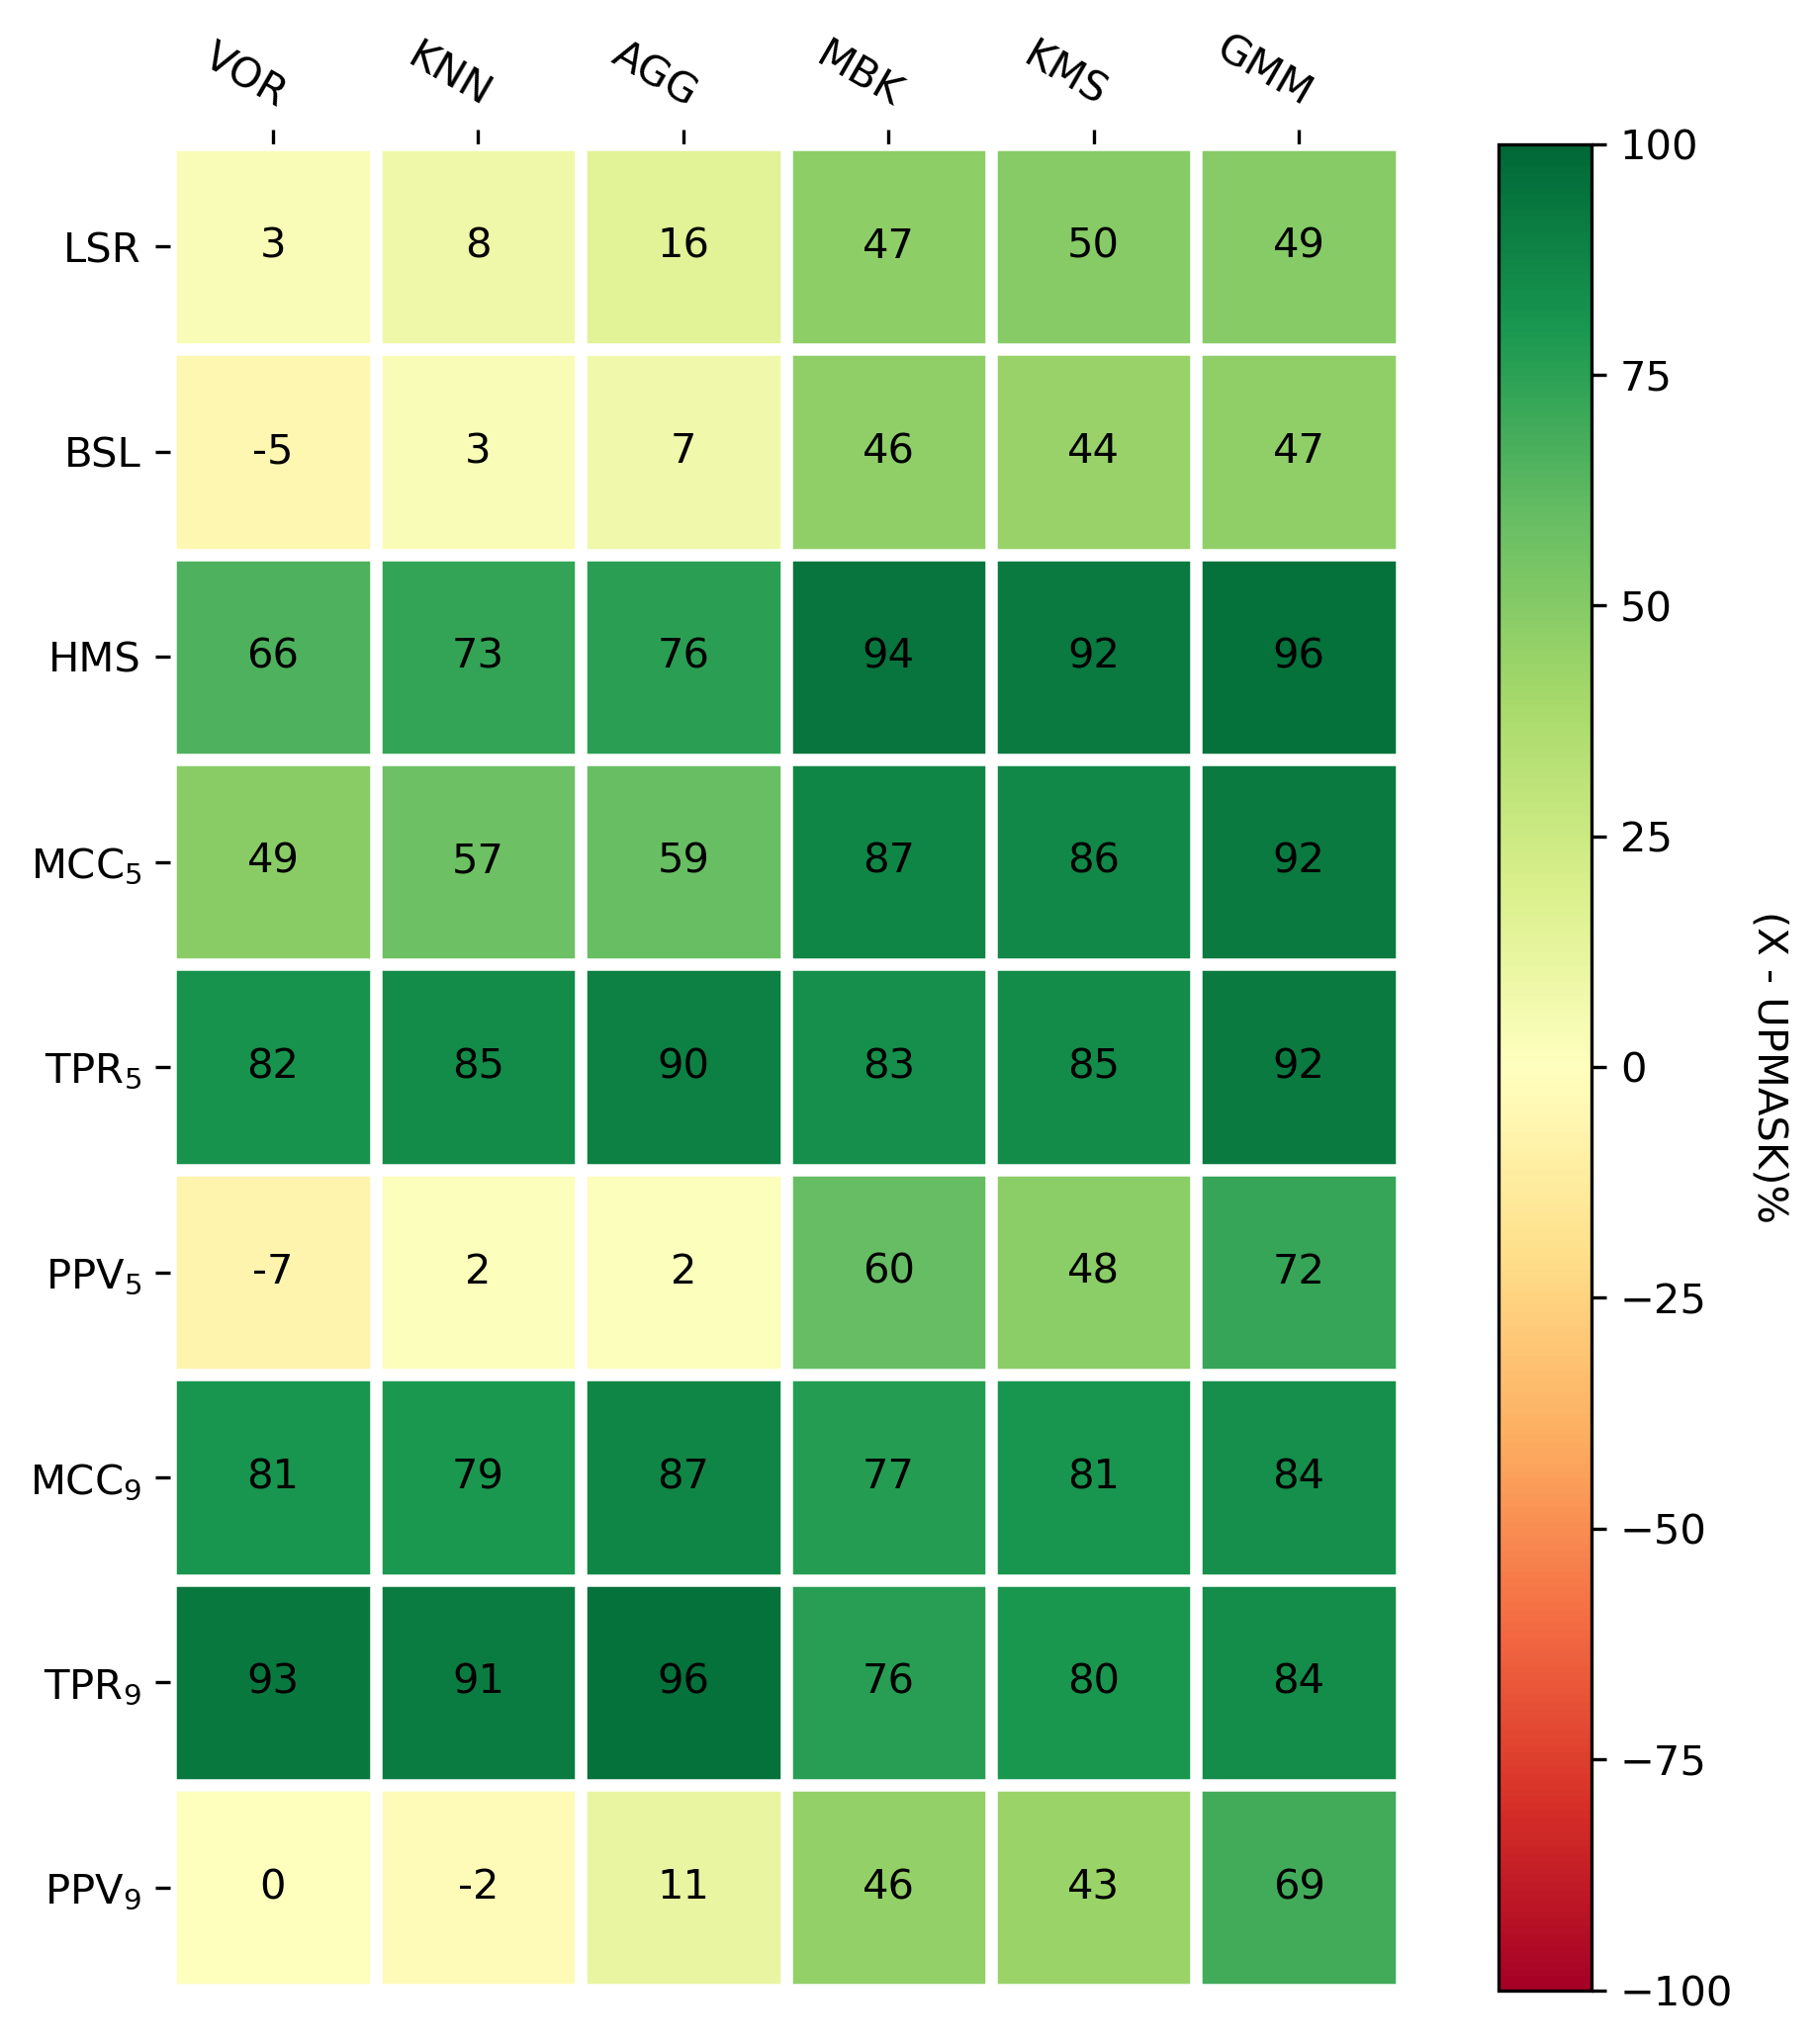 VOR KNN AGG MBK KMS GMM
LSR 3 8 16 47 50 49
BSL -5 3 7 46 44 47
HMS 66 73 76 94 92 96
MCC₅ 49 57 59 87 86 92
TPR₅ 82 85 90 83 85 92
PPV₅ -7 2 2 60 48 72
MCC₉ 81 79 87 77 81 84
TPR₉ 93 91 96 76 80 84
PPV₉ 0 -2 11 46 43 69
100
75
50
25
0
−25
−50
−75
−100
(X - UPMASK)%